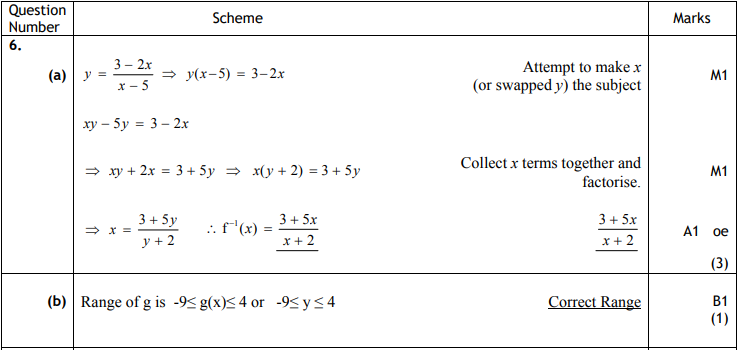 Question Number Scheme Marks
6.
(a) y = (3 − 2x)/(x − 5) ⇒ y(x−5) = 3−2x Attempt to make x (or swapped y) the subject M1
xy − 5y = 3 − 2x
⇒ xy + 2x = 3 + 5y ⇒ x(y + 2) = 3 + 5y Collect x terms together and factorise. M1
⇒ x = (3 + 5y)/(y + 2) ∴ f⁻¹(x) = (3 + 5x)/(x + 2) (3 + 5x)/(x + 2) A1 oe
(3)
(b) Range of g is -9≤ g(x)≤ 4 or -9≤ y ≤ 4 Correct Range B1
(1)